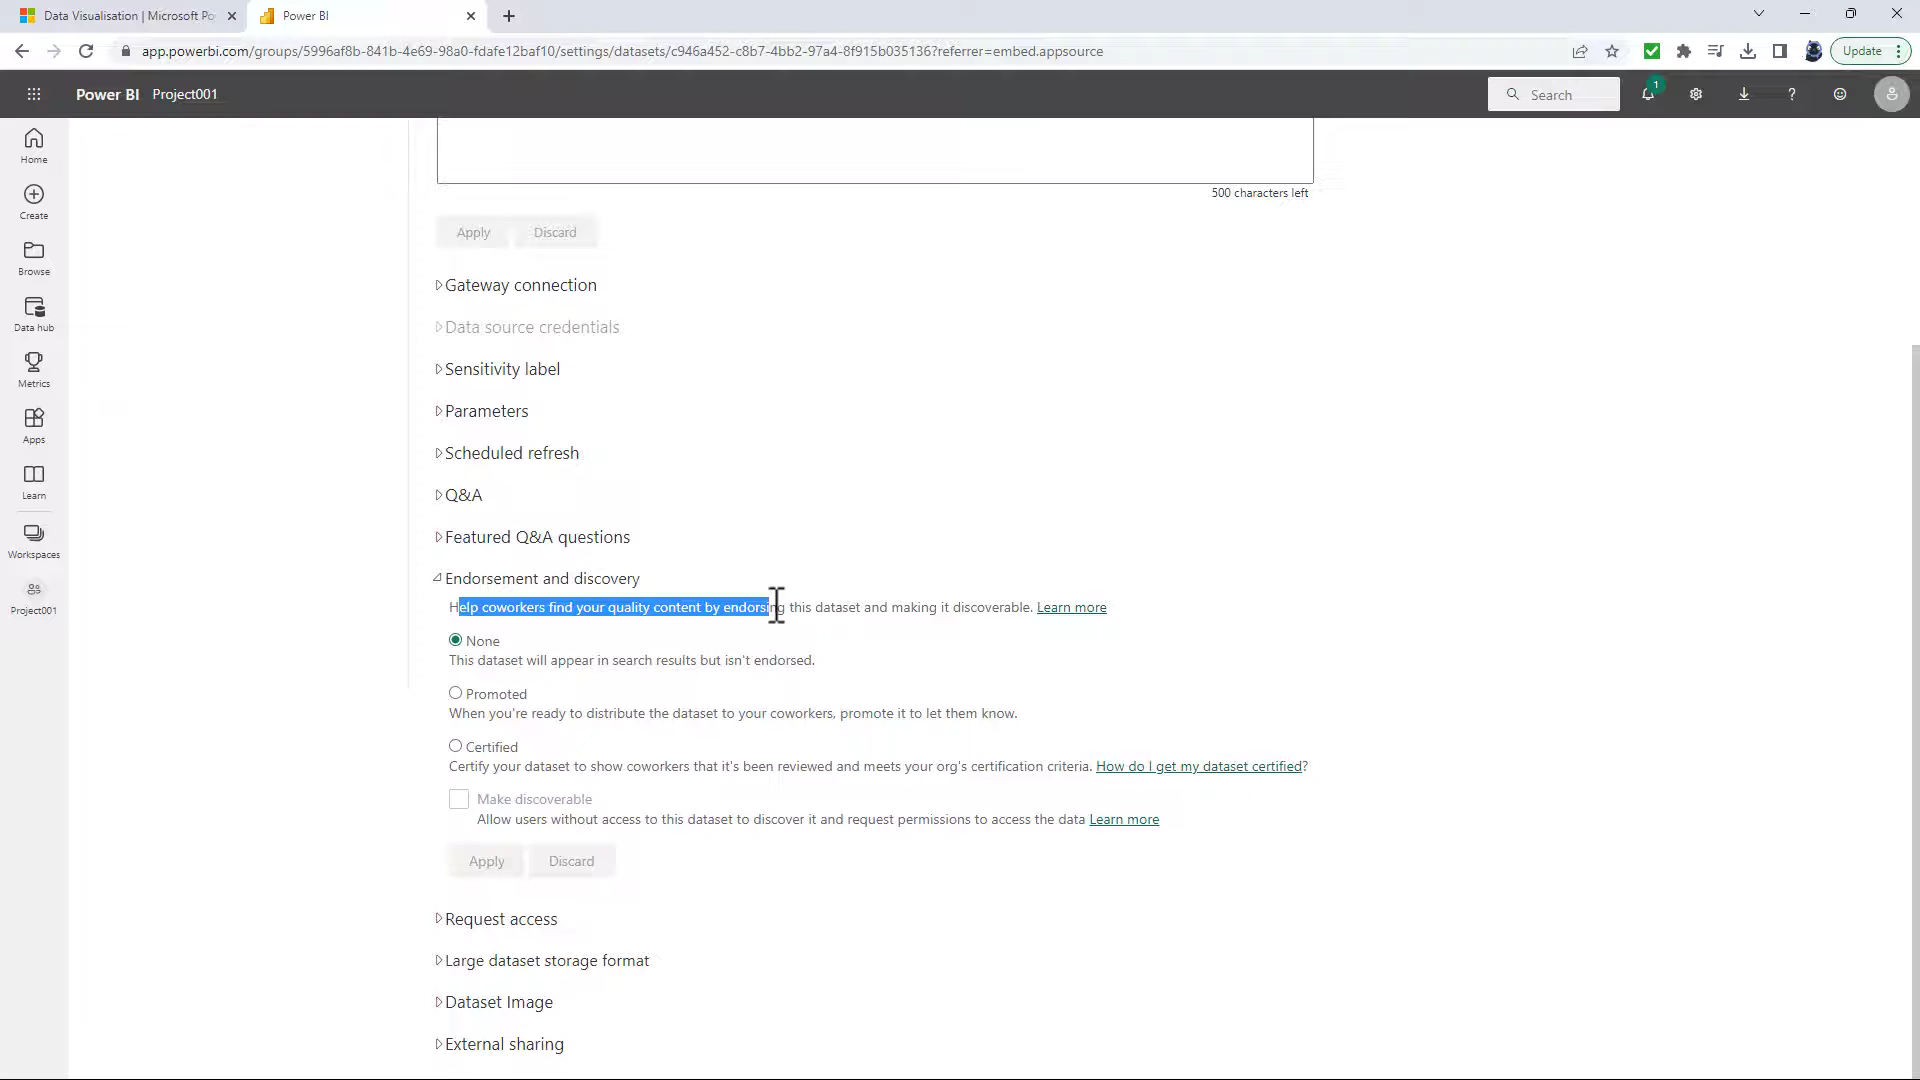 Data Visualisation | Microsoft Po
Power BI
app.powerbi.com/groups/5996af8b-841b-4e69-98a0-fdafe12baf10/settings/datasets/c946a452-c8b7-4bb2-97a4-8f915b035136?referrer=embed.appsource
Update
Power BI Project001
Search
1
Home
Create
Browse
Data hub
Metrics
Apps
Learn
Workspaces
Project001
500 characters left
Apply Discard
Gateway connection
Data source credentials
Sensitivity label
Parameters
Scheduled refresh
Q&A
Featured Q&A questions
Endorsement and discovery
Help coworkers find your quality content by endorsing this dataset and making it discoverable. Learn more
None
This dataset will appear in search results but isn't endorsed.
Promoted
When you're ready to distribute the dataset to your coworkers, promote it to let them know.
Certified
Certify your dataset to show coworkers that it's been reviewed and meets your org's certification criteria. How do I get my dataset certified?
Make discoverable
Allow users without access to this dataset to discover it and request permissions to access the data Learn more
Apply Discard
Request access
Large dataset storage format
Dataset Image
External sharing